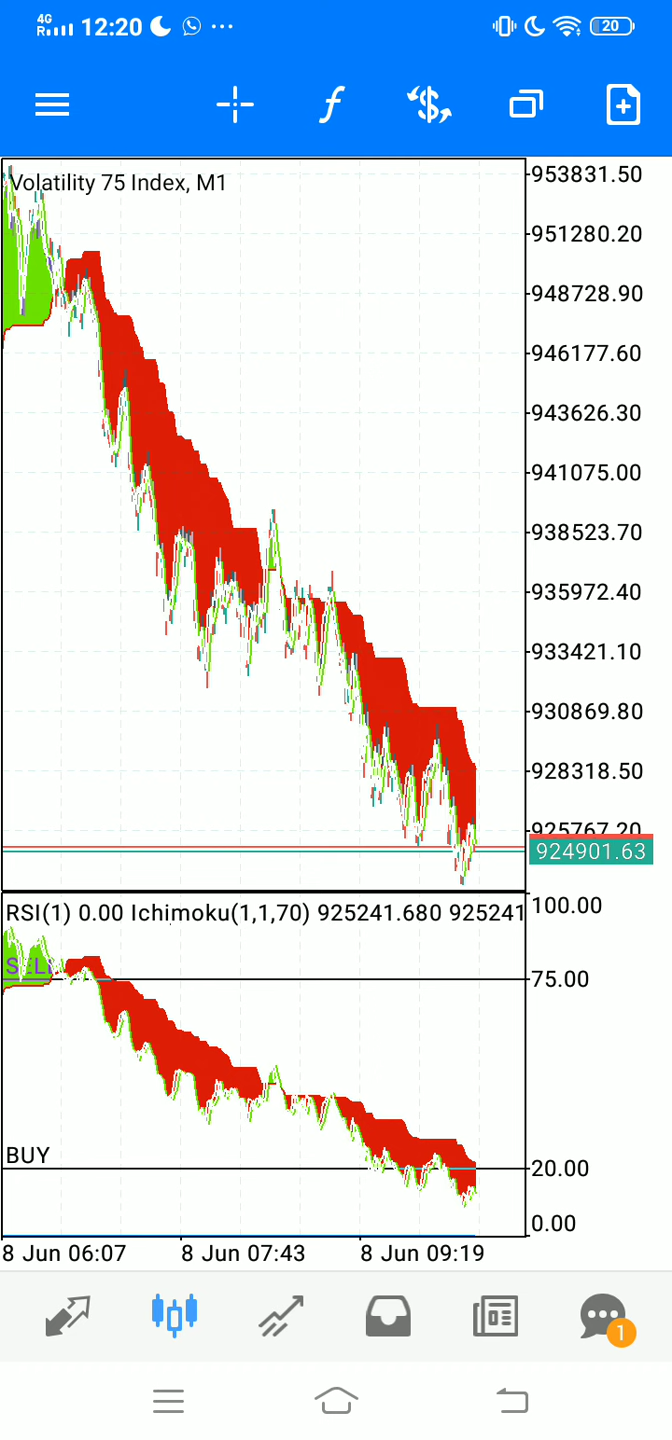 4G
R 12:20 ... 20
Volatility 75 Index, M1
953831.50
951280.20
948728.90
946177.60
943626.30
941075.00
938523.70
935972.40
933421.10
930869.80
928318.50
925767.20
924901.63
RSI(1) 0.00 Ichimoku(1,1,70) 925241.680 925241
100.00
SELL
75.00
BUY
20.00
0.00
8 Jun 06:07 8 Jun 07:43 8 Jun 09:19
1